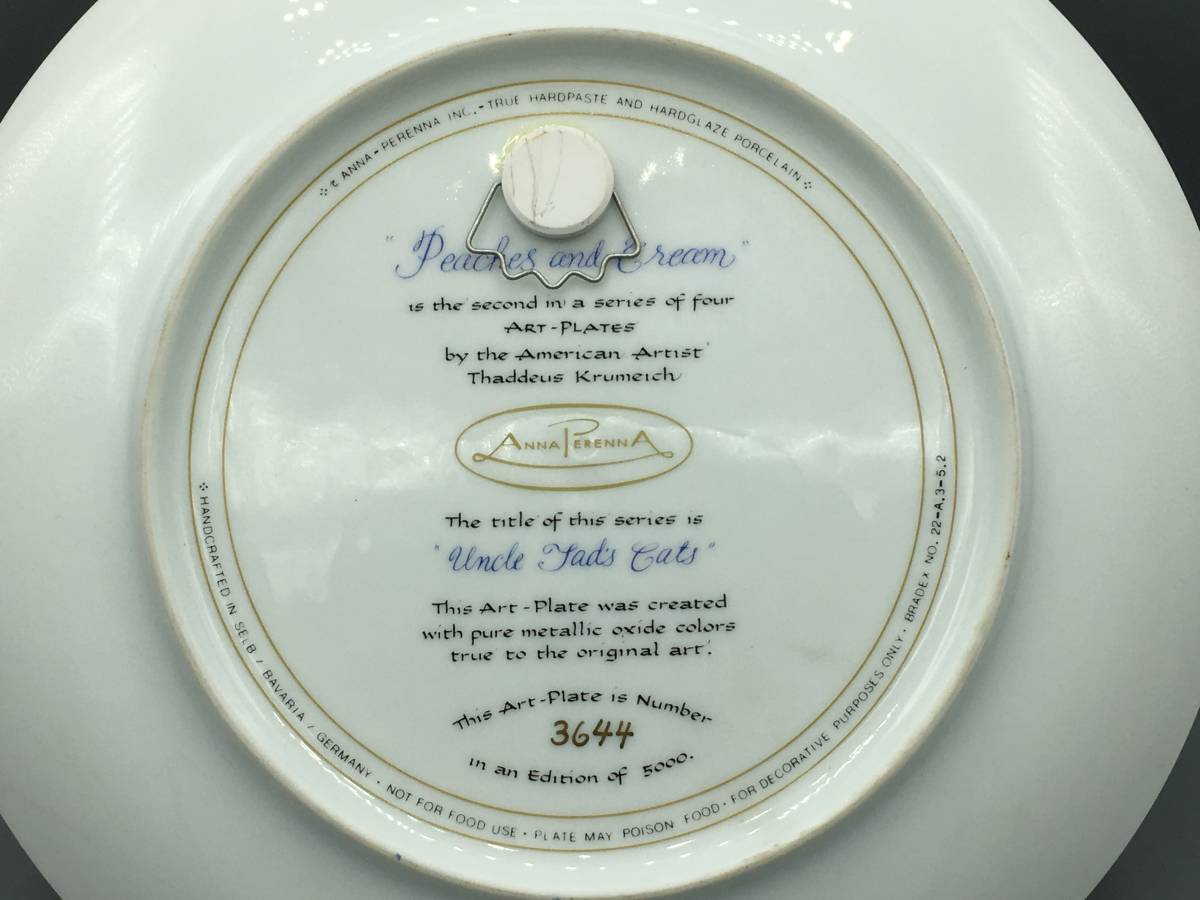 © ANNA-PERENNA INC.-TRUE HARDPASTE AND HARDGLAZE PORCELAIN
"Peaches and Cream"
is the second in a series of four
ART-PLATES
by the American Artist
Thaddeus Krumeich
ANNA PERENNA
The title of this series is
"Uncle Tad's Cats"
This Art-Plate was created
with pure metallic oxide colors
true to the original art.
This Art-Plate is Number
3644
in an Edition of 5000.
HANDCRAFTED IN SELB / BAVARIA / GERMANY · NOT FOR FOOD USE · PLATE MAY POISON FOOD · FOR DECORATIVE PURPOSES ONLY · BRADEX NO. 22-A.3-5.2